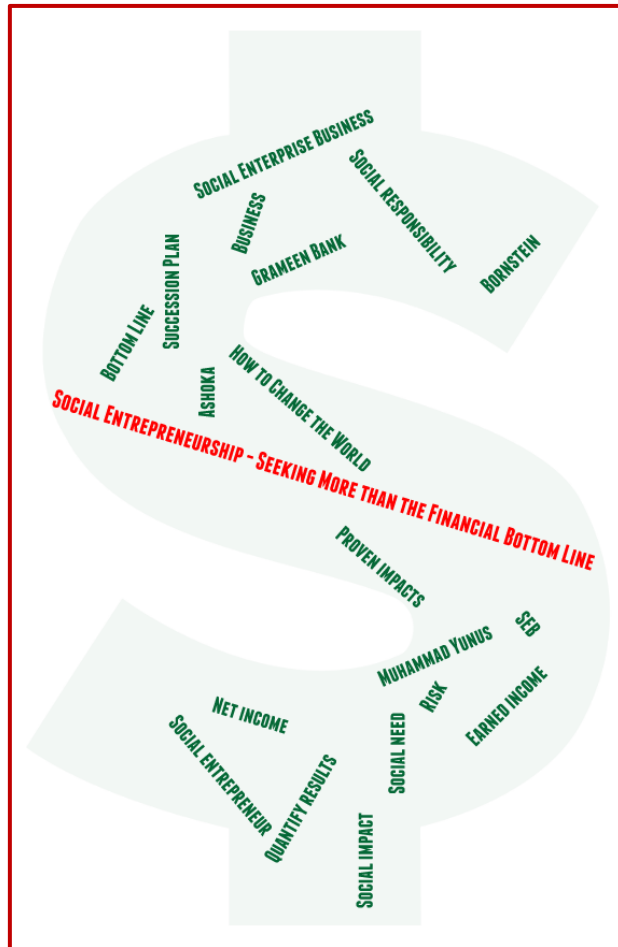 Social Enterprise Business
Social responsibility
Business
Grameen Bank
Bornstein
Succession Plan
Bottom Line
Ashoka
How to Change the World
Social Entrepreneurship - Seeking More than the Financial Bottom Line
Proven impacts
SEB
Muhammad Yunus
Risk
Earned income
Net income
Social need
Social entrepreneur
Quantify results
Social impact